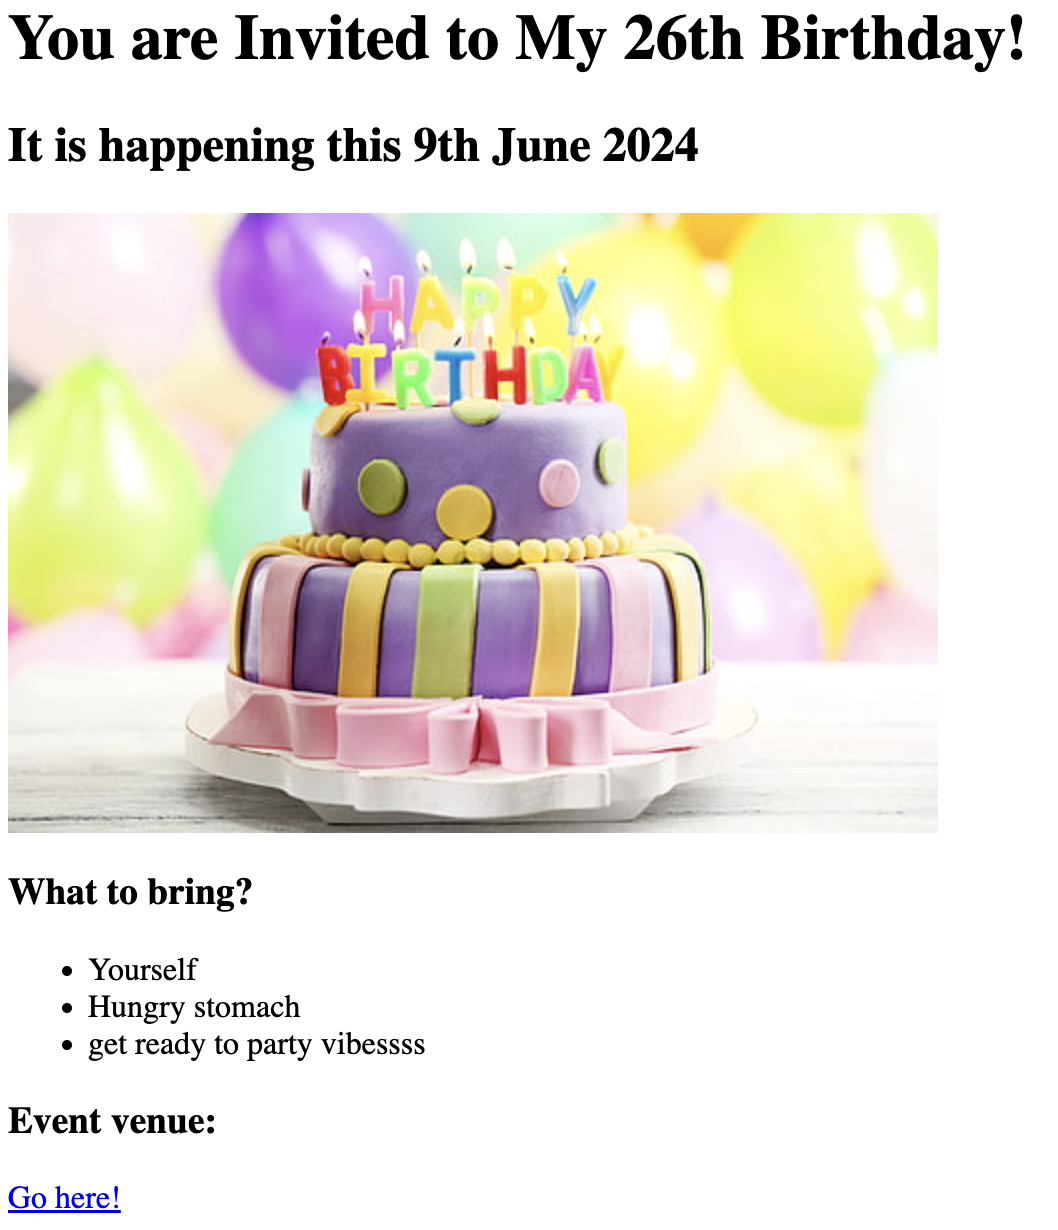 You are Invited to My 26th Birthday!
It is happening this 9th June 2024
HAPPY
BIRTHDAY
What to bring?
Yourself
Hungry stomach
get ready to party vibessss
Event venue:
Go here!